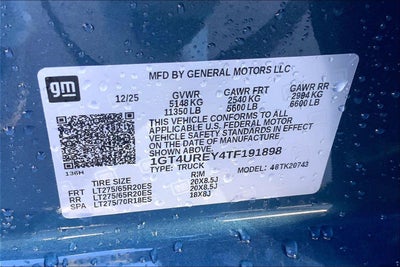 gm
MFD BY GENERAL MOTORS LLC
12/25 GVWR GAWR FRT GAWR RR
5148 KG 2540 KG 2994 KG
11350 LB 5600 LB 6600 LB
THIS VEHICLE CONFORMS TO ALL
APPLICABLE U.S. FEDERAL MOTOR
VEHICLE SAFETY STANDARDS IN EFFECT
ON THE DATE OF MANUFACTURE
SHOWN ABOVE.
1GT4UREY4TF191898
136H TYPE: TRUCK MODEL: 4BTK20743
TIRE SIZE RIM
FRT LT275/65R20ES 20X8.5J
RR LT275/65R20ES 20X8.5J
SPA LT275/70R18ES 18X8J